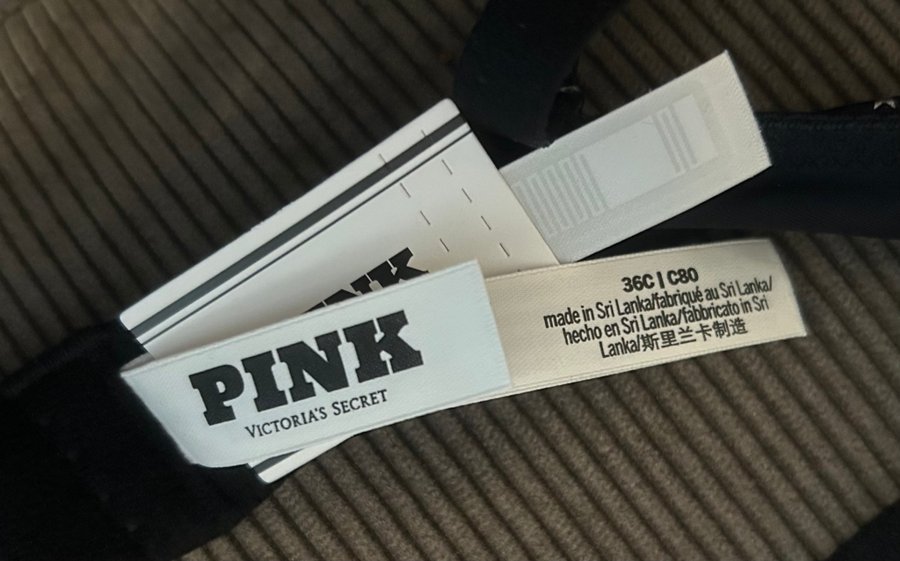 PINK
PINK
VICTORIA'S SECRET
36C | C80
made in Sri Lanka/fabriqué au Sri Lanka/
hecho en Sri Lanka/fabbricato in Sri
Lanka/斯里兰卡制造